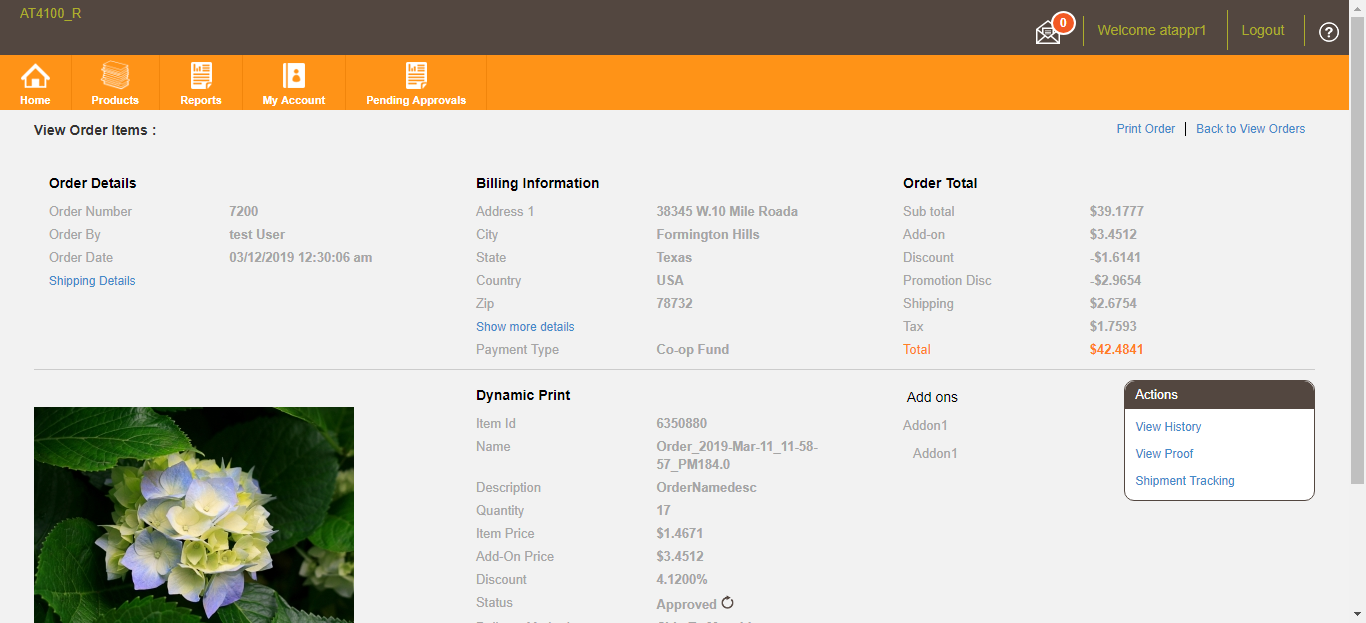 AT4100_R
0
Welcome atappr1
Logout
?
Home
Products
Reports
My Account
Pending Approvals
View Order Items :
Print Order
Back to View Orders
Order Details
Order Number 7200
Order By test User
Order Date 03/12/2019 12:30:06 am
Shipping Details
Billing Information
Address 1 38345 W.10 Mile Roada
City Formington Hills
State Texas
Country USA
Zip 78732
Show more details
Payment Type Co-op Fund
Order Total
Sub total $39.1777
Add-on $3.4512
Discount -$1.6141
Promotion Disc -$2.9654
Shipping $2.6754
Tax $1.7593
Total $42.4841
Dynamic Print
Item Id 6350880
Name Order_2019-Mar-11_11-58-
57_PM184.0
Description OrderNamedesc
Quantity 17
Item Price $1.4671
Add-On Price $3.4512
Discount 4.1200%
Status Approved
Add ons
Addon1
Addon1
Actions
View History
View Proof
Shipment Tracking